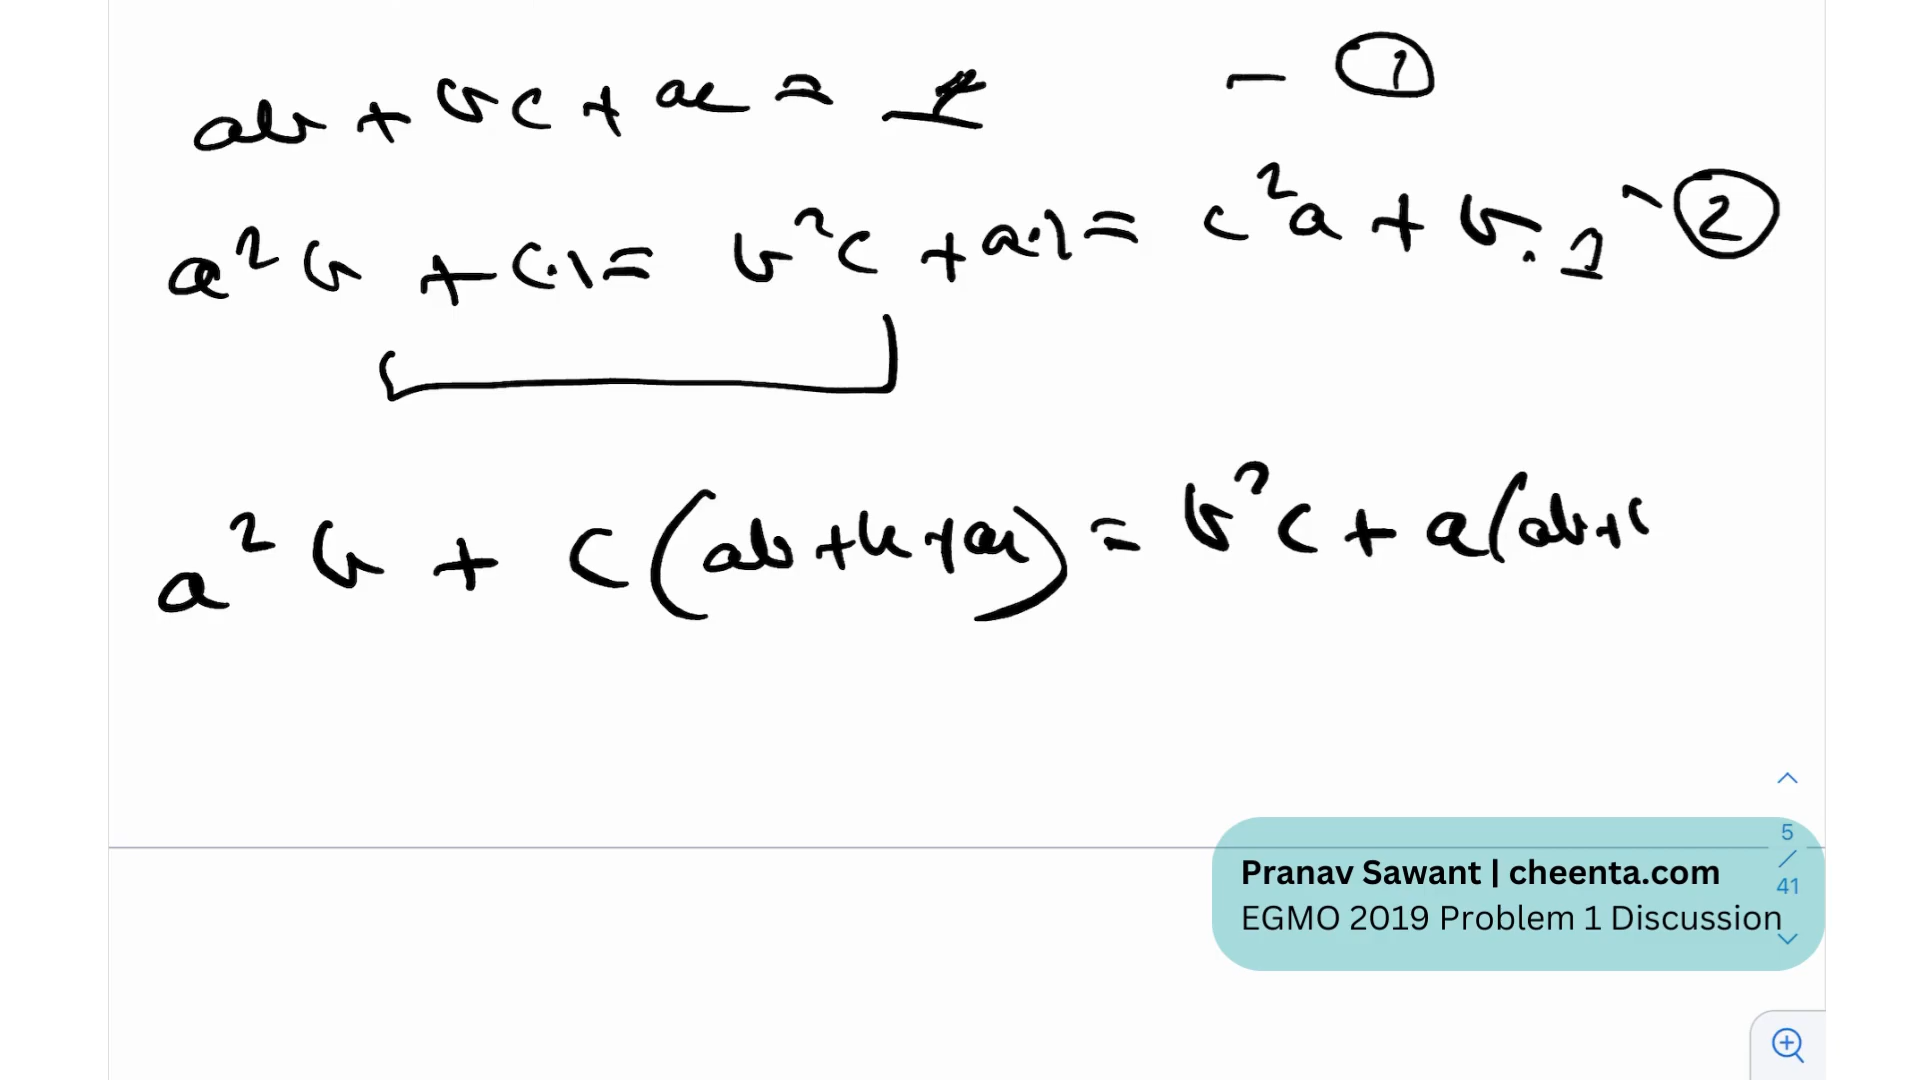 ab + bc + ac = 1 - ①
a²b + c·1 = b²c + a·1 = c²a + b·1 - ②
a²b + c(ab+bc+ac) = b²c + a(ab+
5
/
41
Pranav Sawant | cheenta.com
EGMO 2019 Problem 1 Discussion